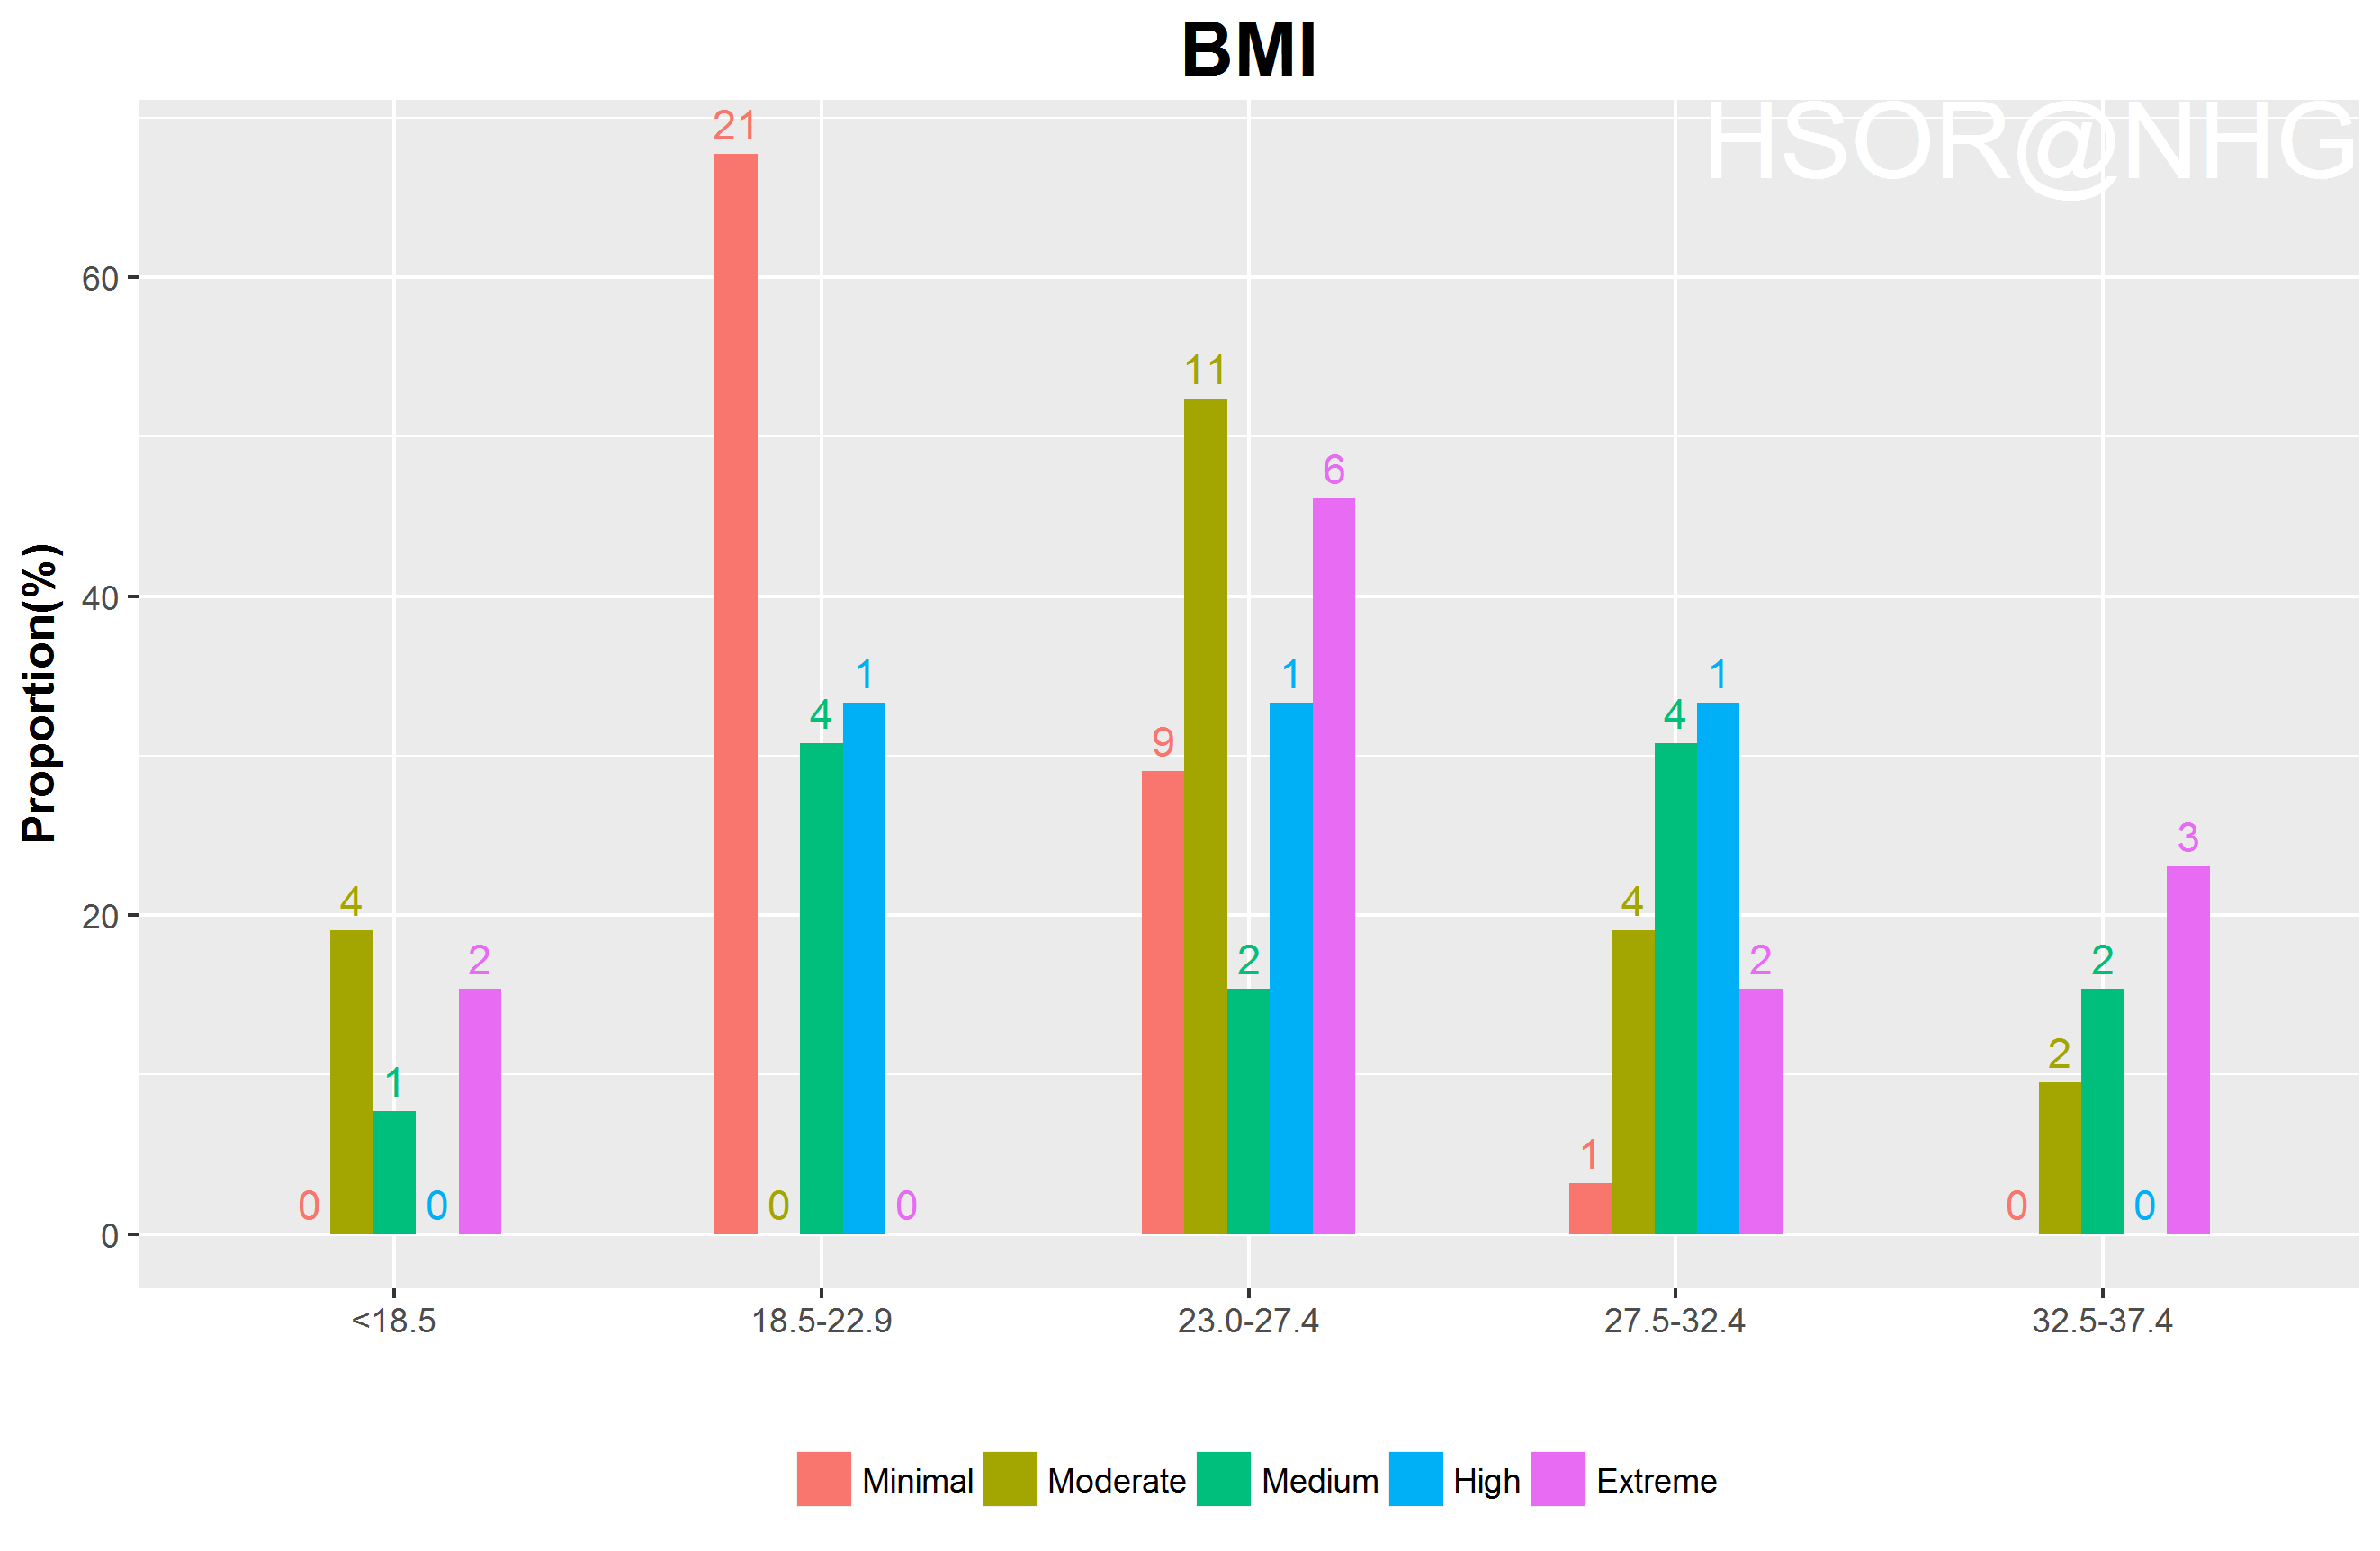 BMI
HSOR@NHG
Proportion(%)
60
40
20
0
0 4 1 0 2
21 0 4 1 0
9 11 2 1 6
1 4 4 1 2
0 2 2 0 3
<18.5 18.5-22.9 23.0-27.4 27.5-32.4 32.5-37.4
Minimal Moderate Medium High Extreme